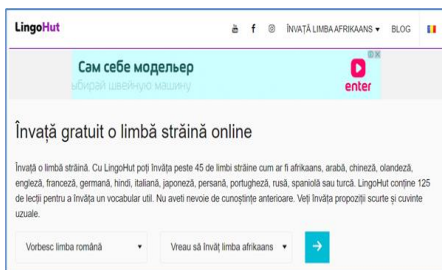 LingoHut
ÎNVAȚĂ LIMBA AFRIKAANS ▾ BLOG
Сам себе модельер
ыбирай швейную машину
enter
Învață gratuit o limbă străină online
Învață o limbă străină. Cu LingoHut poți învăța peste 45 de limbi străine cum ar fi afrikaans, arabă, chineză, olandeză,
engleză, franceză, germană, hindi, italiană, japoneză, persană, portugheză, rusă, spaniolă sau turcă. LingoHut conține 125
de lecții pentru a învăța un vocabular util. Nu aveti nevoie de cunoștințe anterioare. Veți învăța propoziții scurte și cuvinte
uzuale.
Vorbesc limba română
Vreau să învăț limba afrikaans